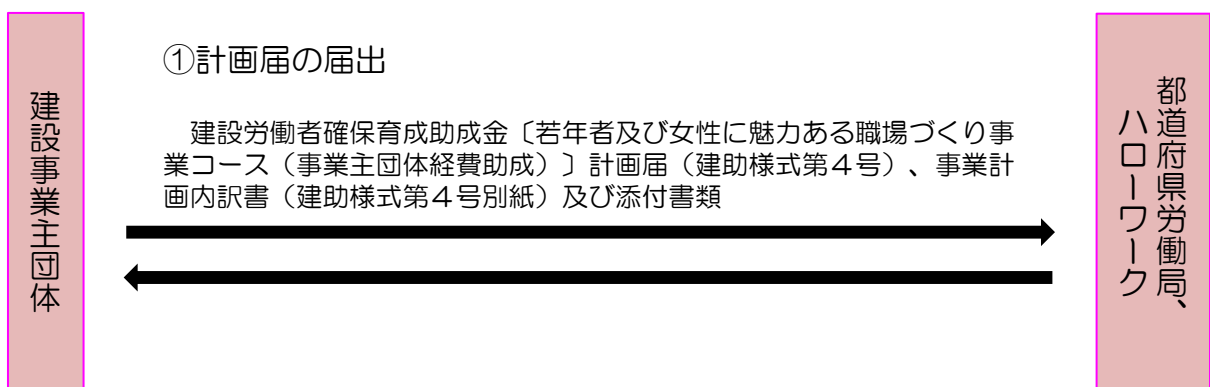 建設事業主団体
①計画届の届出
建設労働者確保育成助成金〔若年者及び女性に魅力ある職場づくり事
業コース（事業主団体経費助成）〕計画届（建助様式第４号）、事業計
画内訳書（建助様式第４号別紙）及び添付書類
都道府県労働局、
ハローワーク